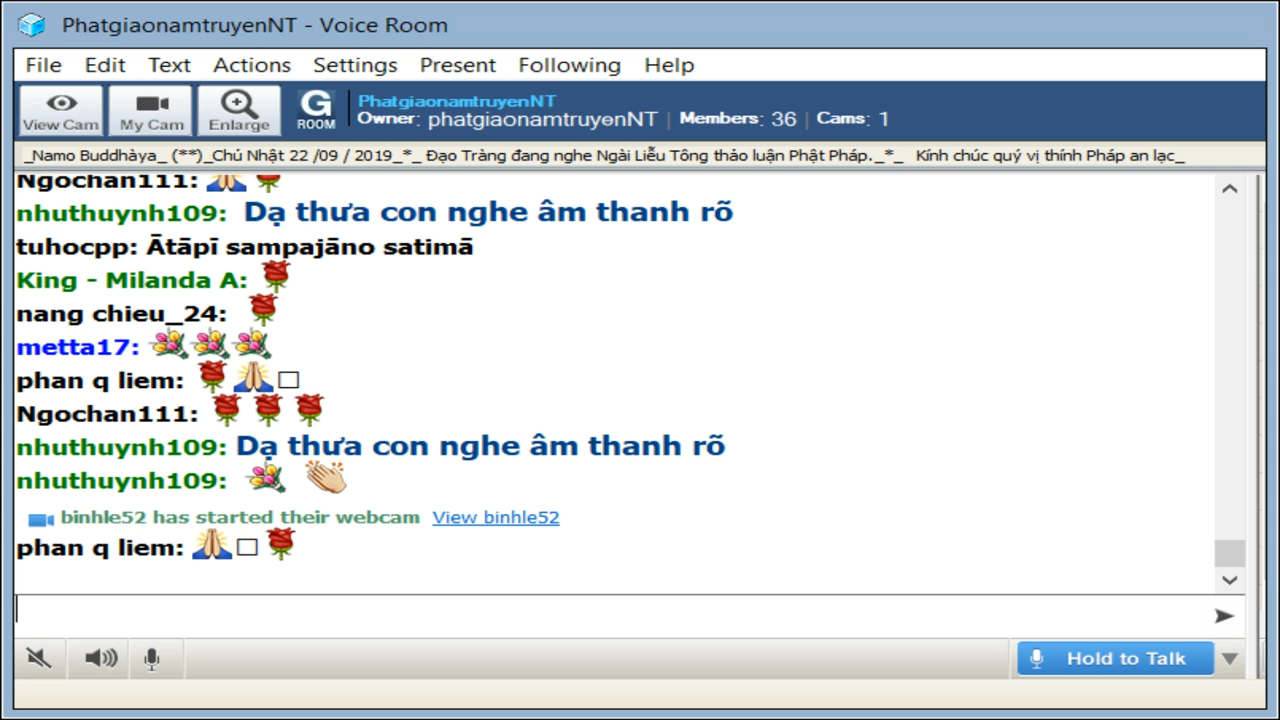 PhatgiaonamtruyenNT - Voice Room
File Edit Text Actions Settings Present Following Help
View Cam My Cam Enlarge G ROOM
PhatgiaonamtruyenNT
Owner: phatgiaonamtruyenNT | Members: 36 | Cams: 1
_Namo Buddhàya_ (**)_Chủ Nhật 22 /09 / 2019_*_ Đạo Tràng đang nghe Ngài Liễu Tông thảo luận Phật Pháp._*_ Kính chúc quý vị thính Pháp an lạc_
Ngochan111: 🙏🌹
nhuthuynh109: Dạ thưa con nghe âm thanh rõ
tuhocpp: Ātāpī sampajāno satimā
King - Milanda A: 🌹
nang chieu_24: 🌹
metta17: 💐💐💐
phan q liem: 🌹🙏□
Ngochan111: 🌹🌹🌹
nhuthuynh109: Dạ thưa con nghe âm thanh rõ
nhuthuynh109: 💐 👏
binhle52 has started their webcam View binhle52
phan q liem: 🙏□🌹
Hold to Talk